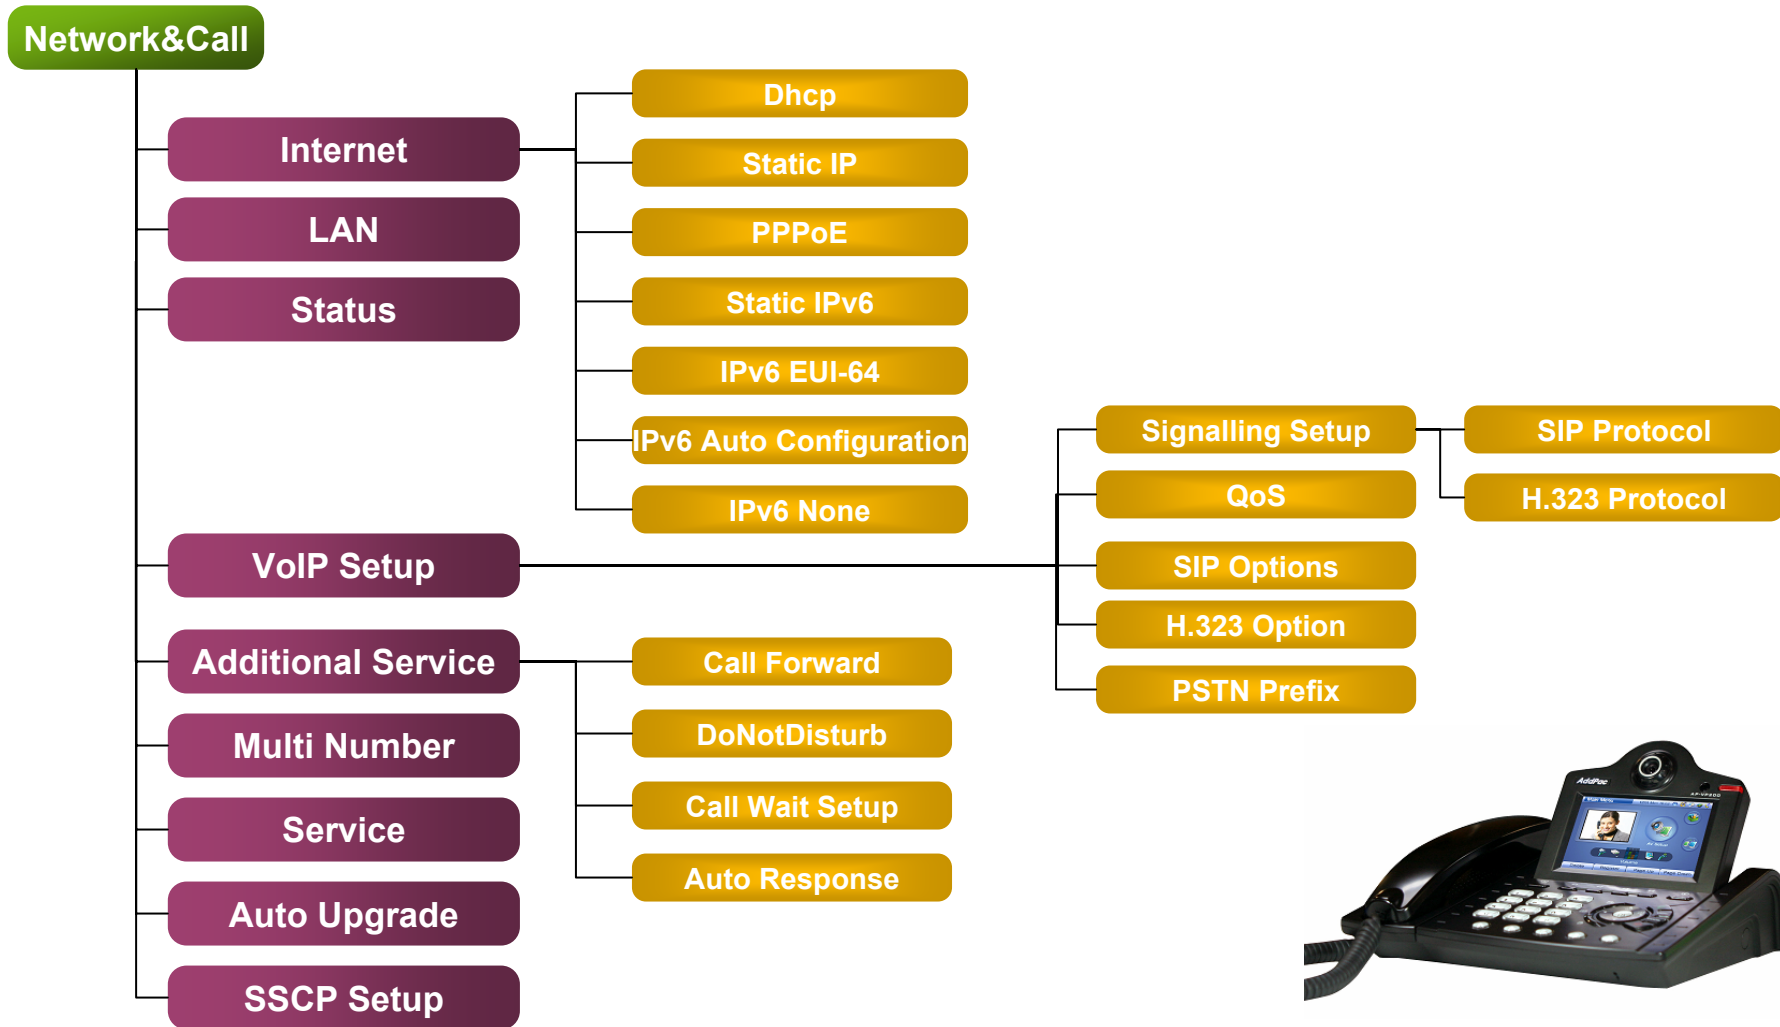 Network&Call
Internet
LAN
Status
VoIP Setup
Additional Service
Multi Number
Service
Auto Upgrade
SSCP Setup
Dhcp
Static IP
PPPoE
Static IPv6
IPv6 EUI-64
IPv6 Auto Configuration
IPv6 None
Call Forward
DoNotDisturb
Call Wait Setup
Auto Response
Signalling Setup
QoS
SIP Options
H.323 Option
PSTN Prefix
SIP Protocol
H.323 Protocol
AddPac
Main Menu